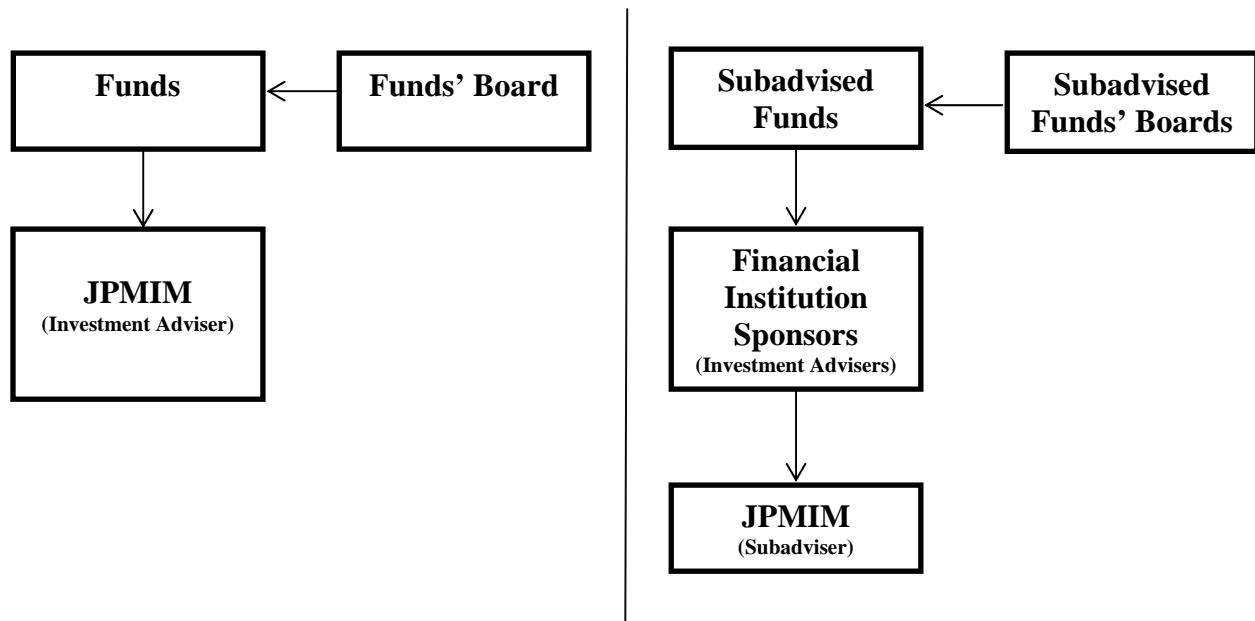 Funds
Funds’ Board
JPMIM
(Investment Adviser)
Subadvised
Funds
Subadvised
Funds’ Boards
Financial
Institution
Sponsors
(Investment Advisers)
JPMIM
(Subadviser)